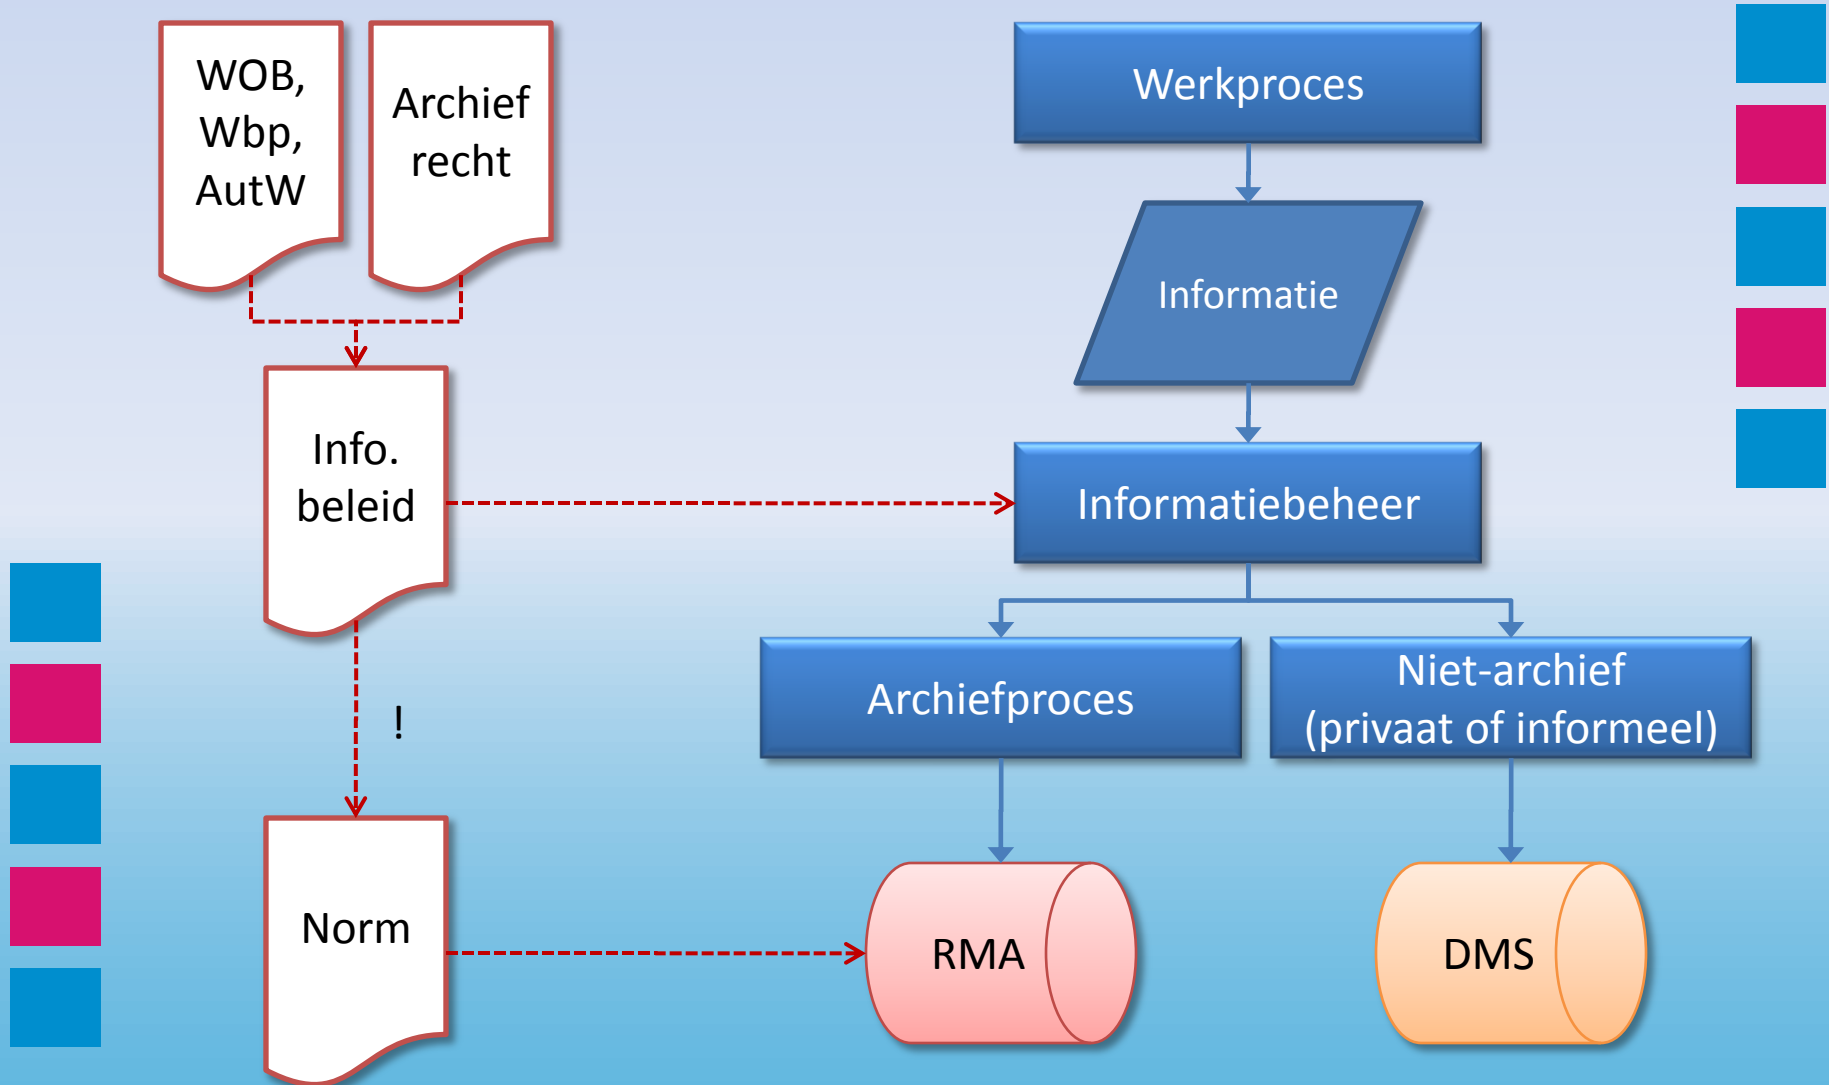 WOB,
Wbp,
AutW
Archief
recht
Werkproces
Informatie
Info.
beleid
Informatiebeheer
!
Archiefproces
Niet-archief
(privaat of informeel)
Norm
RMA
DMS